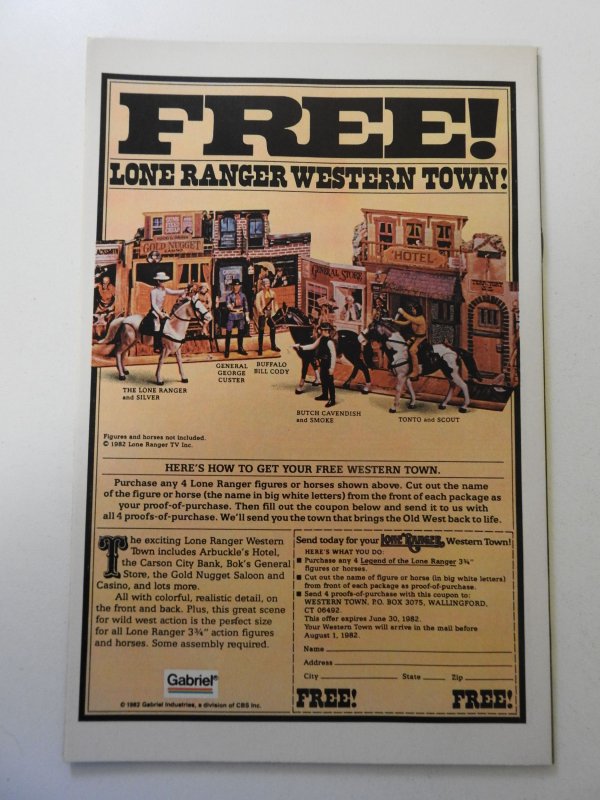 FREE!
LONE RANGER WESTERN TOWN!
GOLD NUGGET
GENERAL STORE
HOTEL
THE LONE RANGER
and SILVER
GENERAL
GEORGE
CUSTER
BUFFALO
BILL CODY
BUTCH CAVENDISH
and SMOKE
TONTO and SCOUT
Figures and horses not included.
© 1982 Lone Ranger TV Inc.
HERE'S HOW TO GET YOUR FREE WESTERN TOWN.
Purchase any 4 Lone Ranger figures or horses shown above. Cut out the name
of the figure or horse (the name in big white letters) from the front of each package as
your proof-of-purchase. Then fill out the coupon below and send it to us with
all 4 proofs-of-purchase. We'll send you the town that brings the Old West back to life.
The exciting Lone Ranger Western
Town includes Arbuckle's Hotel,
the Carson City Bank, Bok's General
Store, the Gold Nugget Saloon and
Casino, and lots more.
All with colorful, realistic detail, on
the front and back. Plus, this great scene
for wild west action is the perfect size
for all Lone Ranger 3¾" action figures
and horses. Some assembly required.
Gabriel®
© 1982 Gabriel Industries, a division of CBS Inc.
Send today for your LONE RANGER Western Town!
HERE'S WHAT YOU DO:
■ Purchase any 4 Legend of the Lone Ranger 3¾"
figures or horses.
■ Cut out the name of figure or horse (in big white letters)
from front of each package as proof-of-purchase.
■ Send 4 proofs-of-purchase with this coupon to:
WESTERN TOWN, P.O. BOX 3075, WALLINGFORD,
CT 06492.
This offer expires June 30, 1982.
Your Western Town will arrive in the mail before
August 1, 1982.
Name
Address
City State Zip
FREE! FREE!